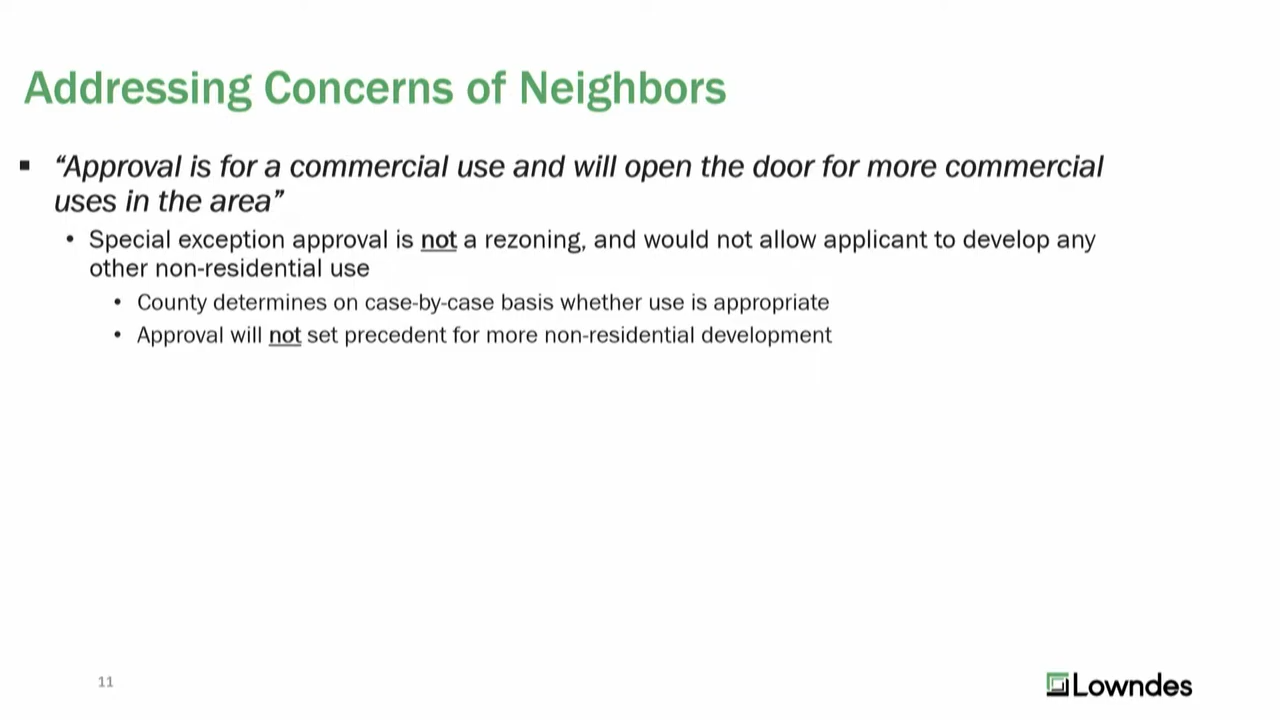 Addressing Concerns of Neighbors
▪ “Approval is for a commercial use and will open the door for more commercial
uses in the area”
• Special exception approval is not a rezoning, and would not allow applicant to develop any
other non-residential use
• County determines on case-by-case basis whether use is appropriate
• Approval will not set precedent for more non-residential development
11
Lowndes